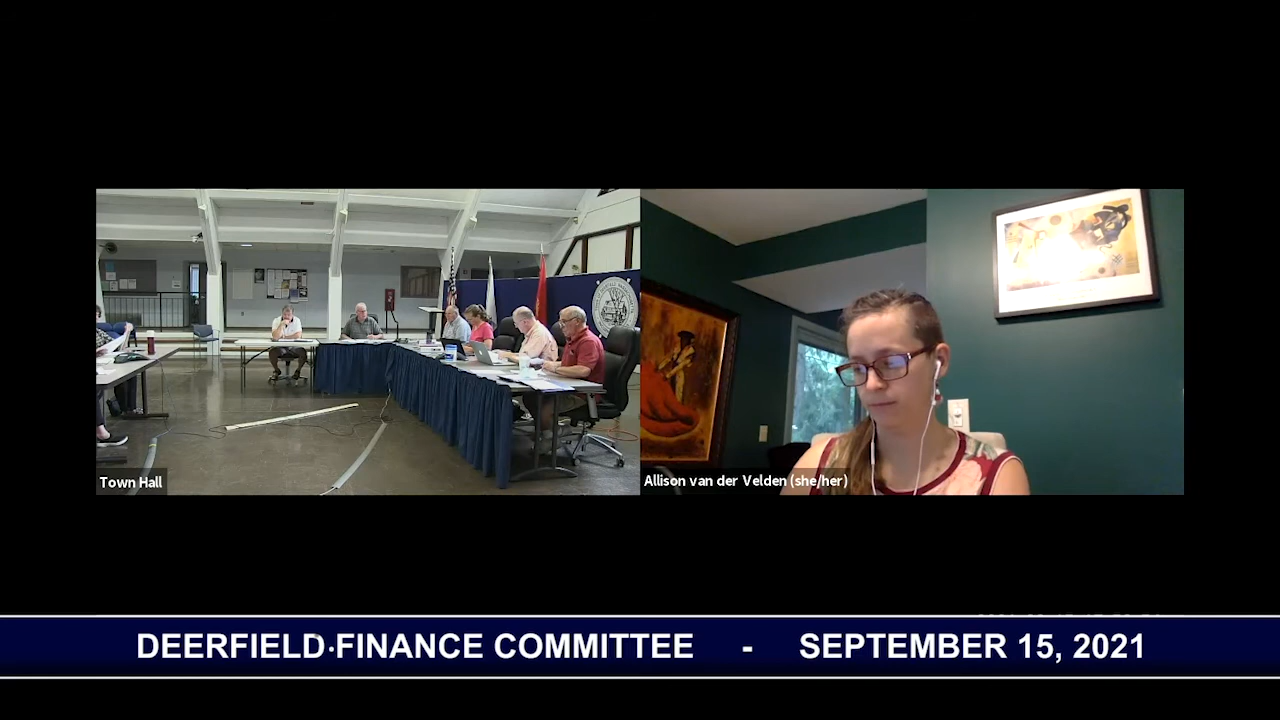 Town Hall
Allison van der Velden (she/her)
DEERFIELD·FINANCE COMMITTEE - SEPTEMBER 15, 2021